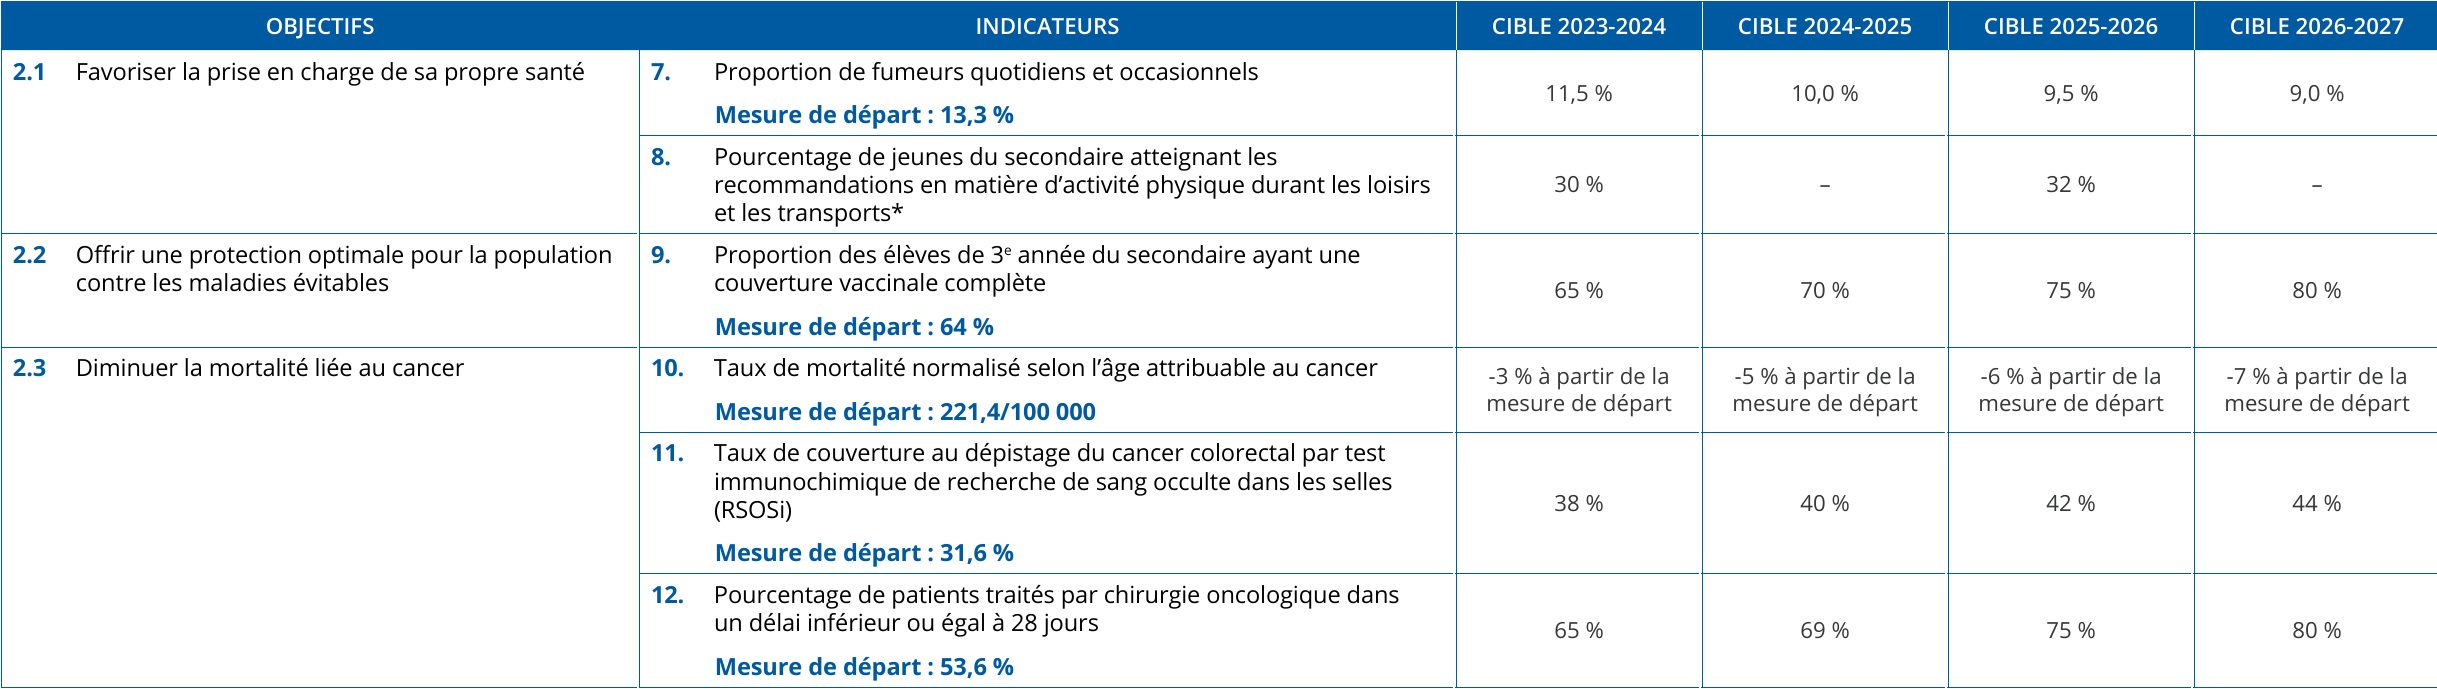 OBJECTIFS INDICATEURS CIBLE 2023-2024 CIBLE 2024-2025 CIBLE 2025-2026 CIBLE 2026-2027
2.1 Favoriser la prise en charge de sa propre santé
7. Proportion de fumeurs quotidiens et occasionnels
Mesure de départ : 13,3 %
11,5 % 10,0 % 9,5 % 9,0 %
8. Pourcentage de jeunes du secondaire atteignant les
recommandations en matière d’activité physique durant les loisirs
et les transports*
30 % – 32 % –
2.2 Offrir une protection optimale pour la population
contre les maladies évitables
9. Proportion des élèves de 3e année du secondaire ayant une
couverture vaccinale complète
Mesure de départ : 64 %
65 % 70 % 75 % 80 %
2.3 Diminuer la mortalité liée au cancer
10. Taux de mortalité normalisé selon l’âge attribuable au cancer
Mesure de départ : 221,4/100 000
-3 % à partir de la
mesure de départ
-5 % à partir de la
mesure de départ
-6 % à partir de la
mesure de départ
-7 % à partir de la
mesure de départ
11. Taux de couverture au dépistage du cancer colorectal par test
immunochimique de recherche de sang occulte dans les selles
(RSOSi)
Mesure de départ : 31,6 %
38 % 40 % 42 % 44 %
12. Pourcentage de patients traités par chirurgie oncologique dans
un délai inférieur ou égal à 28 jours
Mesure de départ : 53,6 %
65 % 69 % 75 % 80 %